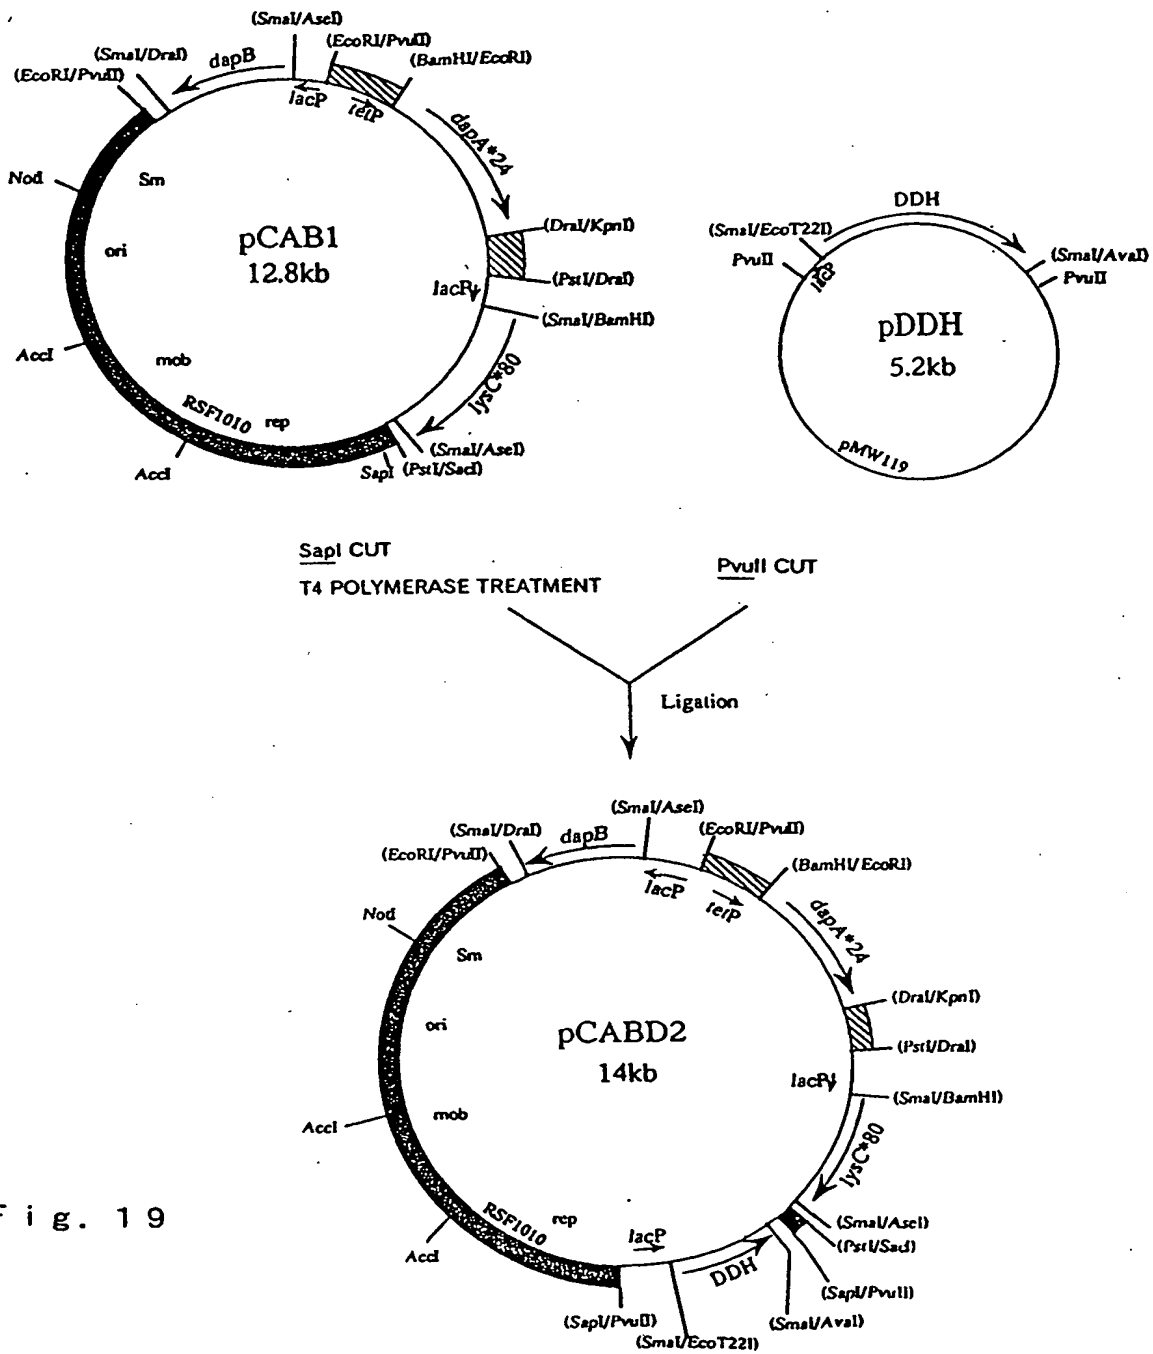 (SmaI/AseI)
(EcoRI/PvuII)
(SmaI/DraI)
dapB
(BamHI/EcoRI)
(EcoRI/PvuII)
lacP
tetP
dapA*24
NotI
Sm
(DraI/KpnI)
pCAB1
ori
12.8kb
(PstI/DraI)
lacP
(SmaI/BamHI)
AccI
mob
lysC*80
RSF1010
rep
(SmaI/AseI)
AccI
SapI
(PstI/SacI)
DDH
(SmaI/EcoT22I)
(SmaI/AvaI)
PvuII
PvuII
lacP
pDDH
5.2kb
pMW119
SapI CUT
T4 POLYMERASE TREATMENT
PvuII CUT
Ligation
(SmaI/AseI)
(SmaI/DraI)
dapB
(EcoRI/PvuII)
(EcoRI/PvuII)
(BamHI/EcoRI)
lacP
tetP
dapA*24
NotI
Sm
(DraI/KpnI)
ori
pCABD2
(PstI/DraI)
14kb
lacP
(SmaI/BamHI)
mob
AccI
lysC*80
Fig. 19
RSF1010
rep
lacP
(SmaI/AseI)
(PstI/SacI)
AccI
DDH
(SapI/PvuII)
(SapI/PvuII)
(SmaI/AvaI)
(SmaI/EcoT22I)